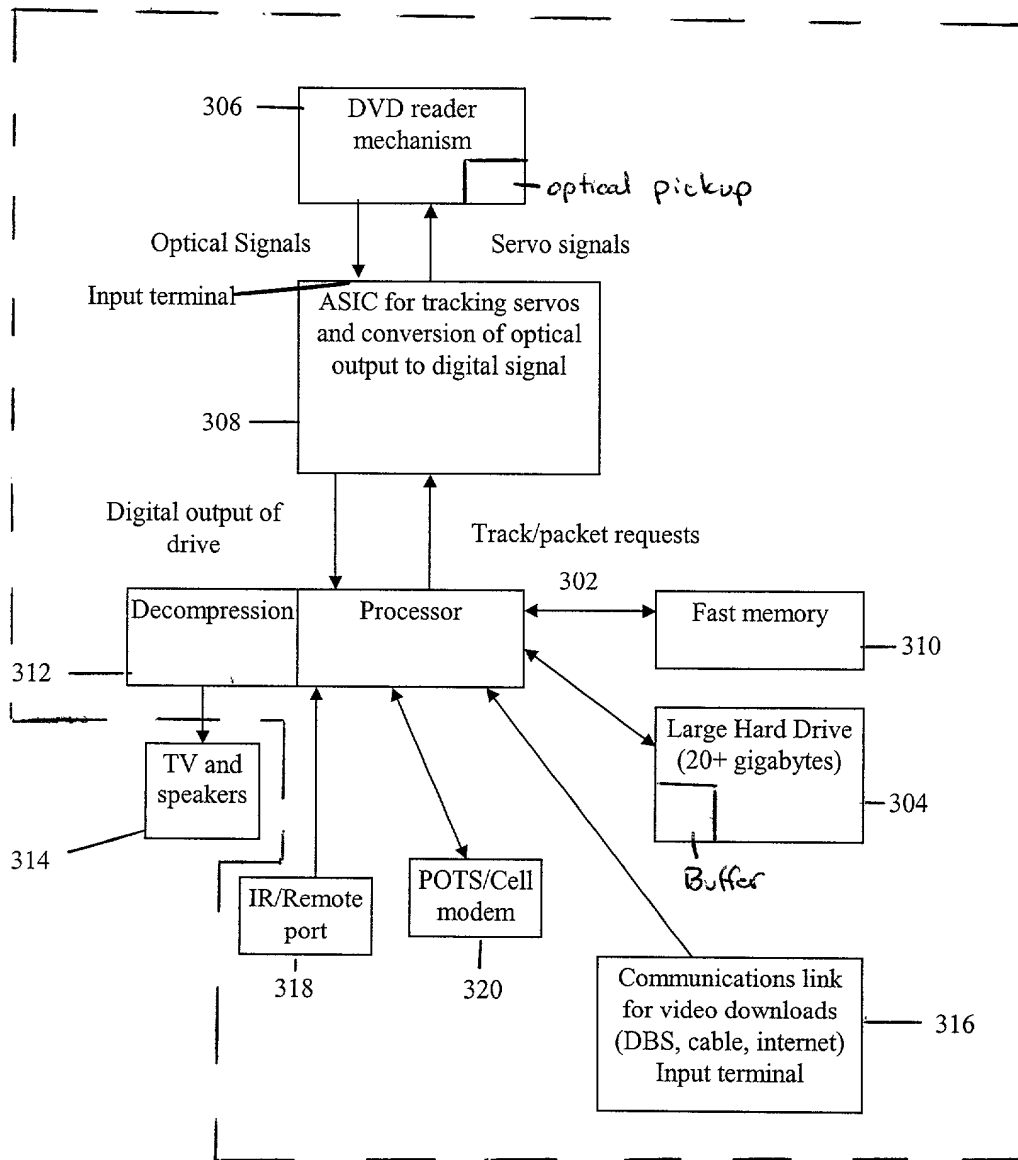 306
DVD reader
mechanism
optical pickup
Optical Signals
Servo signals
Input terminal
ASIC for tracking servos
and conversion of optical
output to digital signal
308
Digital output of
drive
Track/packet requests
302
Decompression
Processor
Fast memory
310
312
Large Hard Drive
(20+ gigabytes)
304
Buffer
TV and
speakers
314
IR/Remote
port
318
POTS/Cell
modem
320
Communications link
for video downloads
(DBS, cable, internet)
Input terminal
316